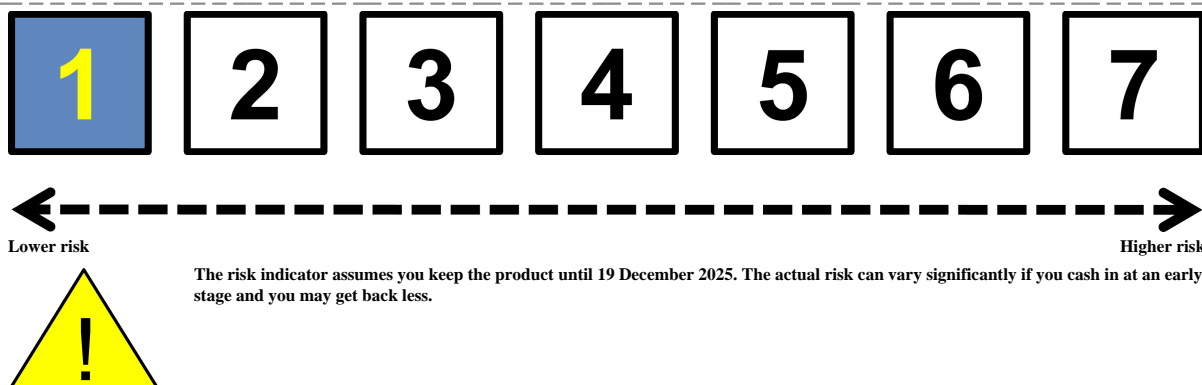 1 2 3 4 5 6 7
Lower risk Higher risk
The risk indicator assumes you keep the product until 19 December 2025. The actual risk can vary significantly if you cash in at an early
stage and you may get back less.
!